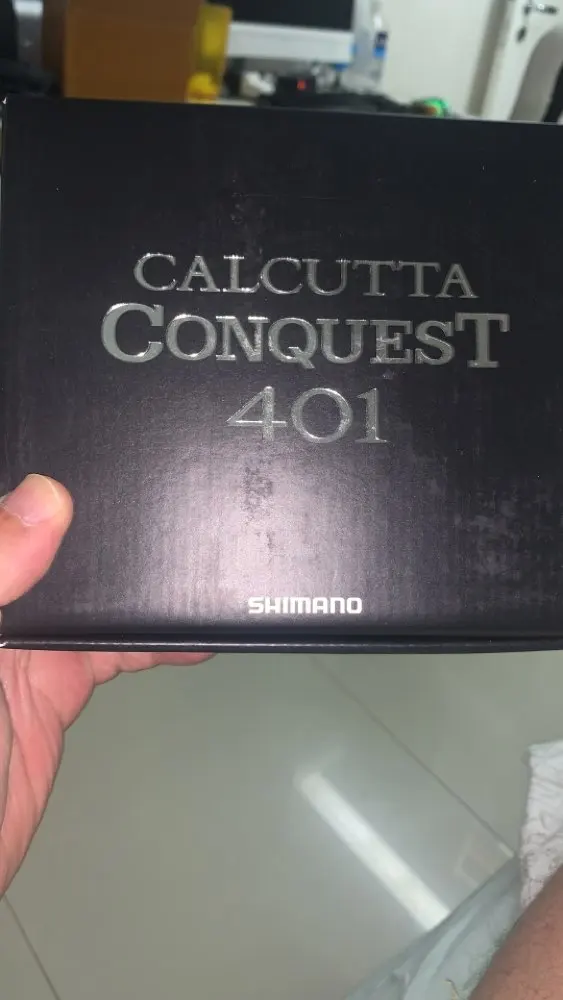 CALCUTTA
CONQUEST
401
SHIMANO